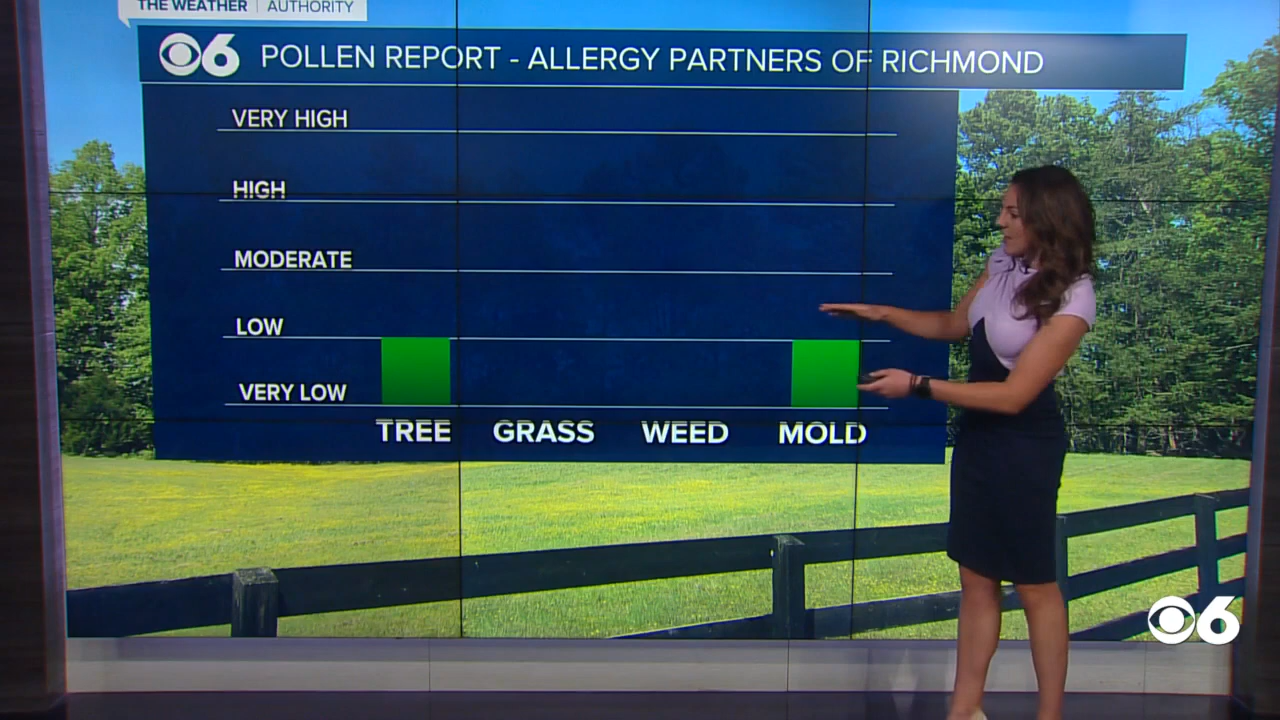 THE WEATHER | AUTHORITY
6 POLLEN REPORT - ALLERGY PARTNERS OF RICHMOND
VERY HIGH
HIGH
MODERATE
LOW
VERY LOW
TREE GRASS WEED MOLD
6